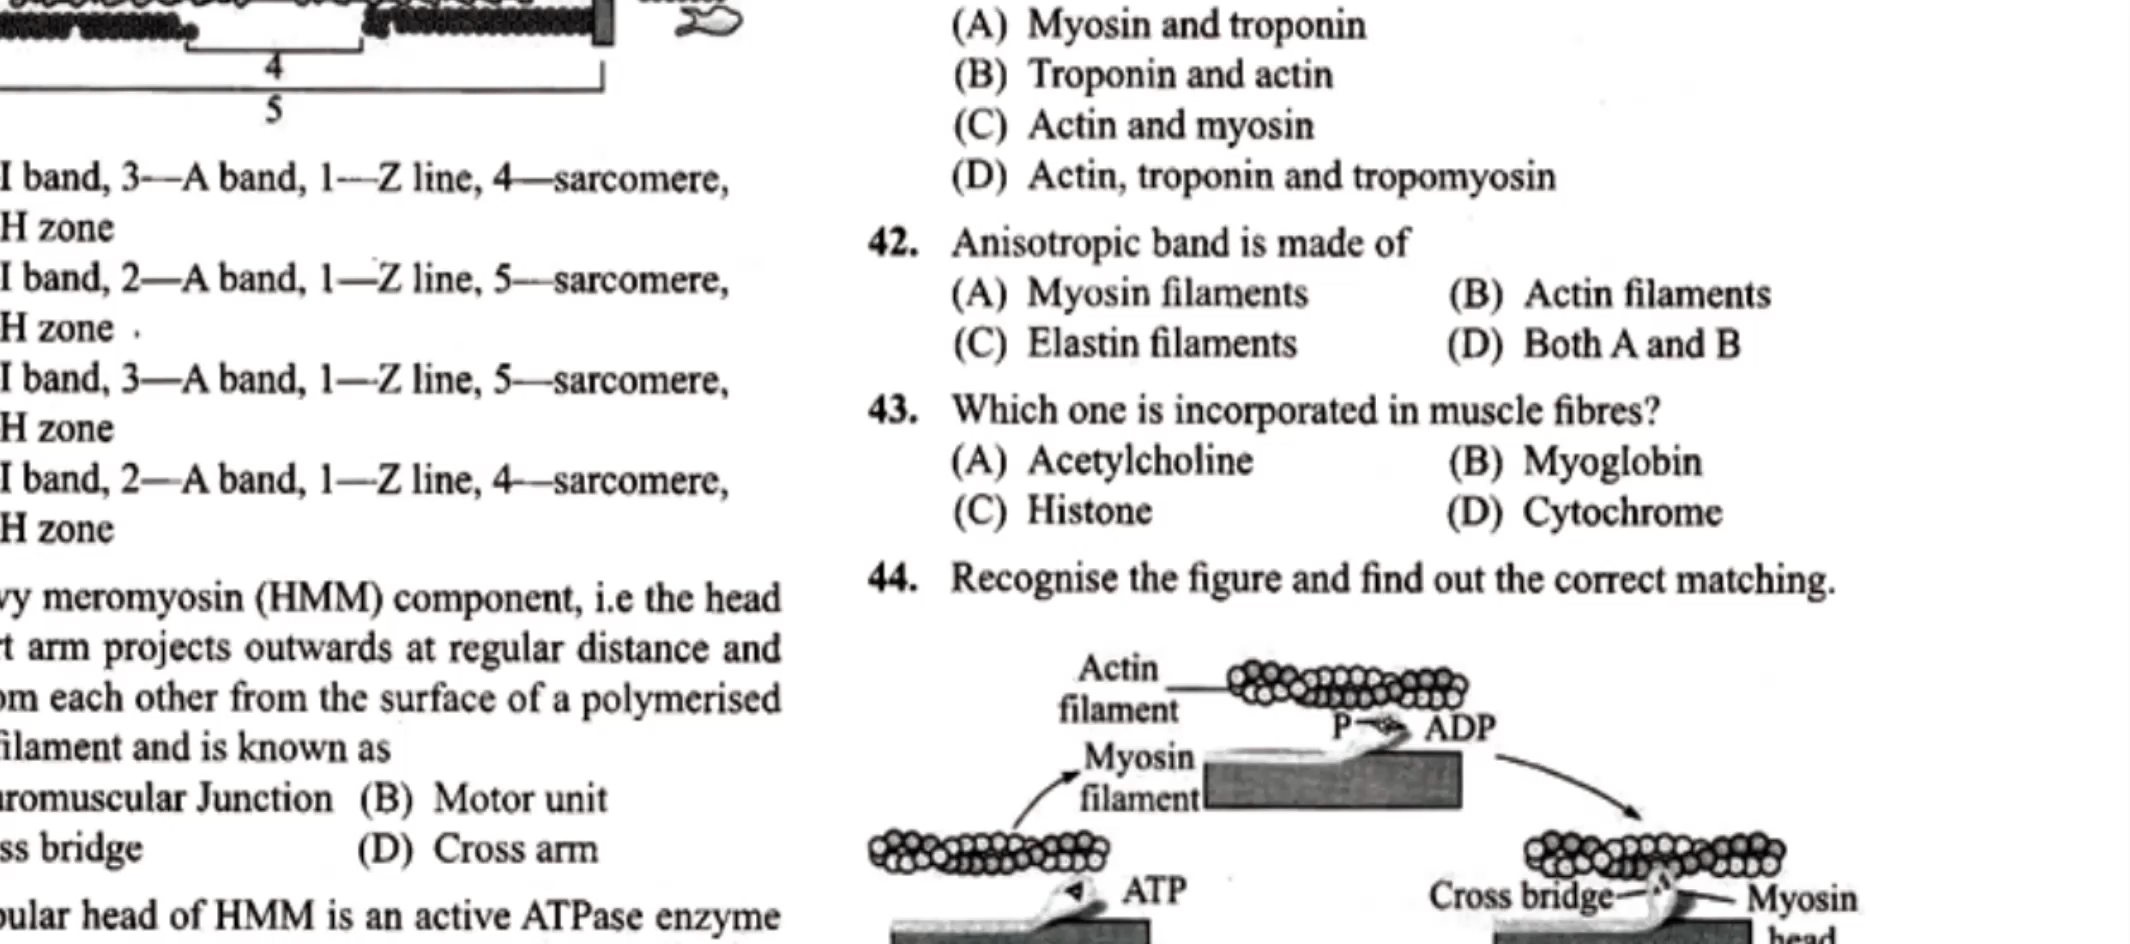 4
5
I band, 3—A band, 1—Z line, 4—sarcomere,
H zone
I band, 2—A band, 1—Z line, 5—sarcomere,
H zone
I band, 3—A band, 1—Z line, 5—sarcomere,
H zone
I band, 2—A band, 1—Z line, 4—sarcomere,
H zone
vy meromyosin (HMM) component, i.e the head
t arm projects outwards at regular distance and
om each other from the surface of a polymerised
filament and is known as
uromuscular Junction (B) Motor unit
ss bridge (D) Cross arm
bular head of HMM is an active ATPase enzyme
(A) Myosin and troponin
(B) Troponin and actin
(C) Actin and myosin
(D) Actin, troponin and tropomyosin
42. Anisotropic band is made of
(A) Myosin filaments (B) Actin filaments
(C) Elastin filaments (D) Both A and B
43. Which one is incorporated in muscle fibres?
(A) Acetylcholine (B) Myoglobin
(C) Histone (D) Cytochrome
44. Recognise the figure and find out the correct matching.
Actin
filament
P ADP
Myosin
filament
ATP
Cross bridge Myosin
head